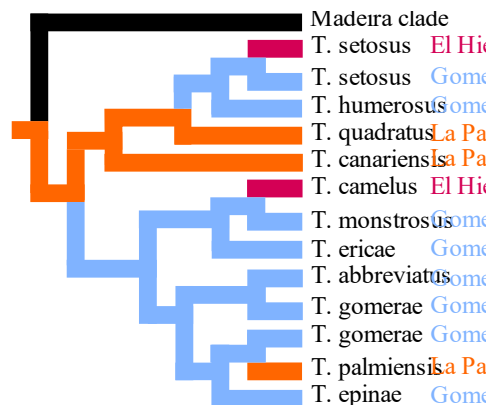 Madeira clade
T. setosus El Hie
T. setosus Gome
T. humerosus Gome
T. quadratus La Pa
T. canariensis La Pa
T. camelus El Hie
T. monstrosus Gome
T. ericae Gome
T. abbreviatus Gome
T. gomerae Gome
T. gomerae Gome
T. palmiensis La Pa
T. epinae Gome